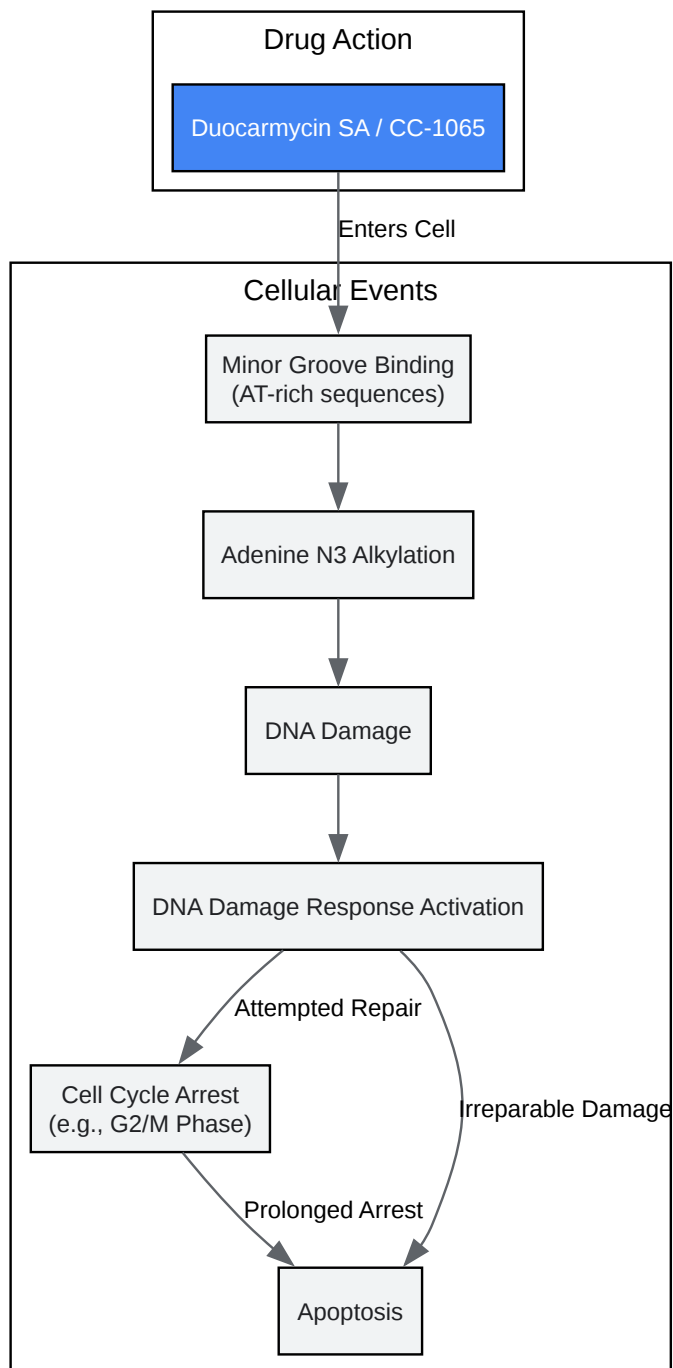 Drug Action
Duocarmycin SA / CC-1065
Enters Cell
Cellular Events
Minor Groove Binding
(AT-rich sequences)
Adenine N3 Alkylation
DNA Damage
DNA Damage Response Activation
Attempted Repair
Cell Cycle Arrest
(e.g., G2/M Phase)
Irreparable Damage
Prolonged Arrest
Apoptosis